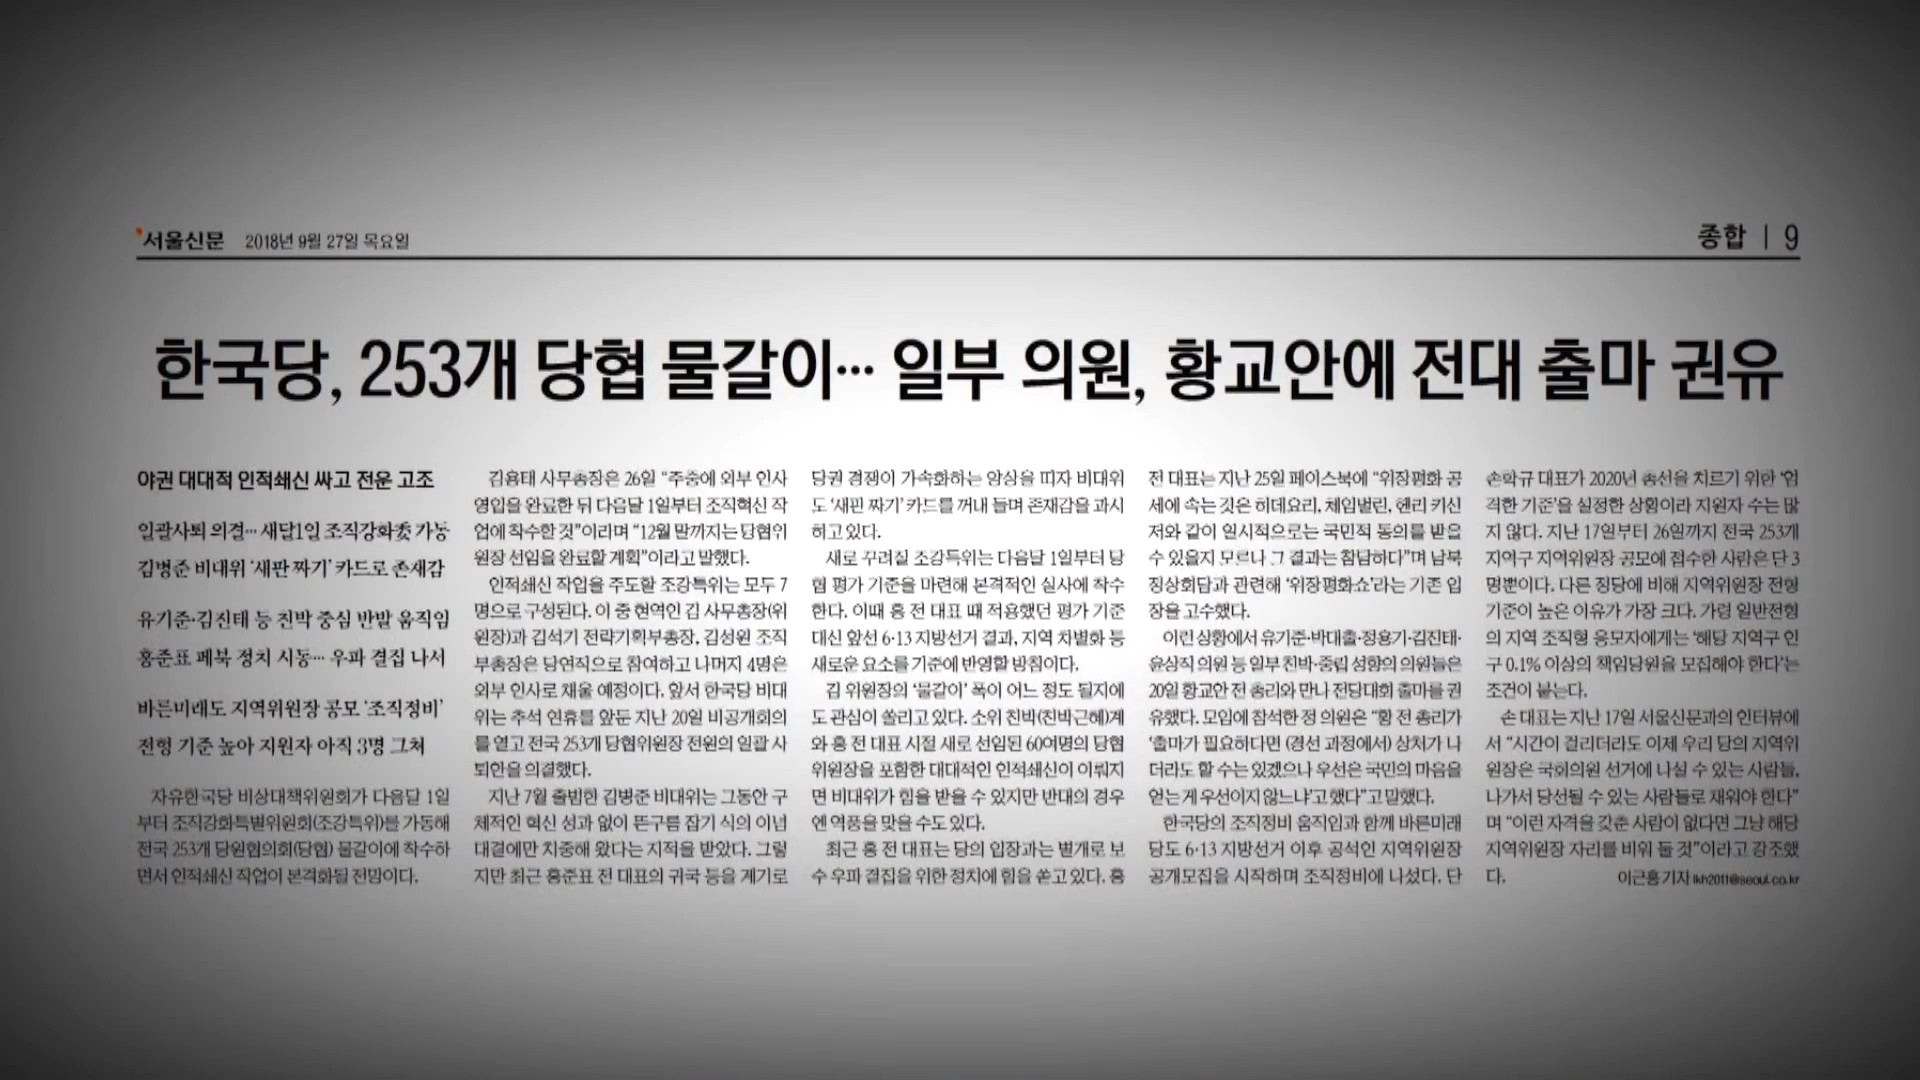 서울신문 2018년 9월 27일 목요일
종합 | 9
한국당, 253개 당협 물갈이… 일부 의원, 황교안에 전대 출마 권유
야권 대대적 인적쇄신 싸고 전운 고조
일괄사퇴 의결… 새달1일 조직강화委 가동
김병준 비대위 ‘새판 짜기’ 카드로 존재감
유기준·김진태 등 친박 중심 반발 움직임
홍준표 페북 정치 시동… 우파 결집 나서
바른미래도 지역위원장 공모 ‘조직정비’
전형 기준 높아 지원자 아직 3명 그쳐
자유한국당 비상대책위원회가 다음달 1일
부터 조직강화특별위원회(조강특위)를 가동해
전국 253개 당원협의회(당협) 물갈이에 착수하
면서 인적쇄신 작업이 본격화될 전망이다.
김용태 사무총장은 26일 “주중에 외부 인사
영입을 완료한 뒤 다음달 1일부터 조직혁신 작
업에 착수할 것”이라며 “12월 말까지는 당협위
원장 선임을 완료할 계획”이라고 말했다.
인적쇄신 작업을 주도할 조강특위는 모두 7
명으로 구성된다. 이 중 현역인 김 사무총장(위
원장)과 김석기 전략기획부총장, 김성원 조직
부총장은 당연직으로 참여하고 나머지 4명은
외부 인사로 채울 예정이다. 앞서 한국당 비대
위는 추석 연휴를 앞둔 지난 20일 비공개회의
를 열고 전국 253개 당협위원장 전원의 일괄 사
퇴안을 의결했다.
지난 7월 출범한 김병준 비대위는 그동안 구
체적인 혁신 성과 없이 뜬구름 잡기 식의 이념
대결에만 치중해 왔다는 지적을 받았다. 그렇
지만 최근 홍준표 전 대표의 귀국 등을 계기로
당권 경쟁이 가속화하는 양상을 띠자 비대위
도 ‘새판 짜기’ 카드를 꺼내 들며 존재감을 과시
하고 있다.
새로 꾸려질 조강특위는 다음달 1일부터 당
협 평가 기준을 마련해 본격적인 실사에 착수
한다. 이때 홍 전 대표 때 적용했던 평가 기준
대신 앞선 6·13 지방선거 결과, 지역 차별화 등
새로운 요소를 기준에 반영할 방침이다.
김 위원장의 ‘물갈이’ 폭이 어느 정도 될지에
도 관심이 쏠리고 있다. 소위 친박(친박근혜)계
와 홍 전 대표 시절 새로 선임된 60여명의 당협
위원장을 포함한 대대적인 인적쇄신이 이뤄지
면 비대위가 힘을 받을 수 있지만 반대의 경우
엔 역풍을 맞을 수도 있다.
최근 홍 전 대표는 당의 입장과는 별개로 보
수 우파 결집을 위한 정치에 힘을 쏟고 있다. 홍
전 대표는 지난 25일 페이스북에 “위장평화 공
세에 속는 것은 히데요리, 체임벌린, 헨리 키신
저와 같이 일시적으로는 국민적 동의를 받을
수 있을지 모르나 그 결과는 참담하다”며 남북
정상회담과 관련해 ‘위장평화쇼’라는 기존 입
장을 고수했다.
이런 상황에서 유기준·박대출·정용기·김진태·
윤상직 의원 등 일부 친박·중립 성향의 의원들은
20일 황교안 전 총리와 만나 전당대회 출마를 권
유했다. 모임에 참석한 정 의원은 “황 전 총리가
‘출마가 필요하다면 (경선 과정에서) 상처가 나
더라도 할 수는 있겠으나 우선은 국민의 마음을
얻는 게 우선이지 않느냐’고 했다”고 말했다.
한국당의 조직정비 움직임과 함께 바른미래
당도 6·13 지방선거 이후 공석인 지역위원장
공개모집을 시작하며 조직정비에 나섰다. 단
손학규 대표가 2020년 총선을 치르기 위한 ‘엄
격한 기준’을 설정한 상황이라 지원자 수는 많
지 않다. 지난 17일부터 26일까지 전국 253개
지역구 지역위원장 공모에 접수한 사람은 단 3
명뿐이다. 다른 정당에 비해 지역위원장 전형
기준이 높은 이유가 가장 크다. 가령 일반전형
의 지역 조직형 응모자에게는 ‘해당 지역구 인
구 0.1% 이상의 책임당원을 모집해야 한다’는
조건이 붙는다.
손 대표는 지난 17일 서울신문과의 인터뷰에
서 “시간이 걸리더라도 이제 우리 당의 지역위
원장은 국회의원 선거에 나설 수 있는 사람들,
나가서 당선될 수 있는 사람들로 채워야 한다”
며 “이런 자격을 갖춘 사람이 없다면 그냥 해당
지역위원장 자리를 비워 둘 것”이라고 강조했
다. 이근홍 기자 lkh2011@seoul.co.kr